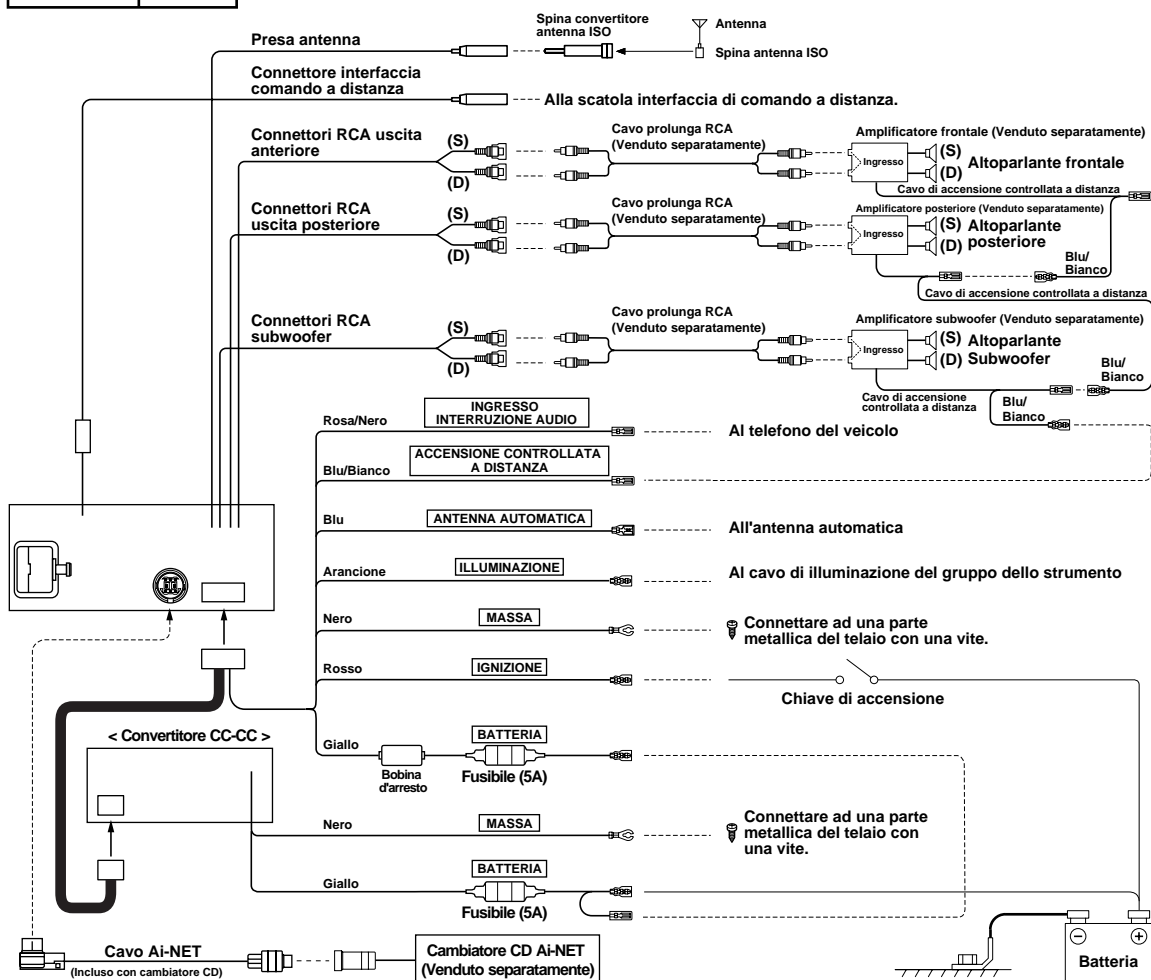 Spina convertitore
antenna ISO
Antenna
Presa antenna
Spina antenna ISO
Connettore interfaccia
comando a distanza
Alla scatola interfaccia di comando a distanza.
Connettori RCA uscita
anteriore
(S)
(D)
Cavo prolunga RCA
(Venduto separatamente)
Amplificatore frontale (Venduto separatamente)
Ingresso
(S)
(D)
Altoparlante frontale
Cavo di accensione controllata a distanza
Connettori RCA
uscita posteriore
(S)
(D)
Cavo prolunga RCA
(Venduto separatamente)
Amplificatore posteriore (Venduto separatamente)
Ingresso
(S)
(D)
Altoparlante
posteriore
Blu/
Bianco
Cavo di accensione controllata a distanza
Connettori RCA
subwoofer
(S)
(D)
Cavo prolunga RCA
(Venduto separatamente)
Amplificatore subwoofer (Venduto separatamente)
Ingresso
(S)
(D)
Altoparlante
Subwoofer
Blu/
Bianco
Cavo di accensione
controllata a distanza
Blu/
Bianco
Rosa/Nero
INGRESSO
INTERRUZIONE AUDIO
Al telefono del veicolo
Blu/Bianco
ACCENSIONE CONTROLLATA
A DISTANZA
Blu
ANTENNA AUTOMATICA
All'antenna automatica
Arancione
ILLUMINAZIONE
Al cavo di illuminazione del gruppo dello strumento
Nero
MASSA
Connettare ad una parte
metallica del telaio con una vite.
Rosso
IGNIZIONE
Chiave di accensione
Giallo
BATTERIA
Bobina
d'arresto
Fusibile (5A)
< Convertitore CC-CC >
Nero
MASSA
Connettare ad una parte
metallica del telaio con
una vite.
Giallo
BATTERIA
Fusibile (5A)
Cavo Ai-NET
(Incluso con cambiatore CD)
Cambiatore CD Ai-NET
(Venduto separatamente)
− +
Batteria